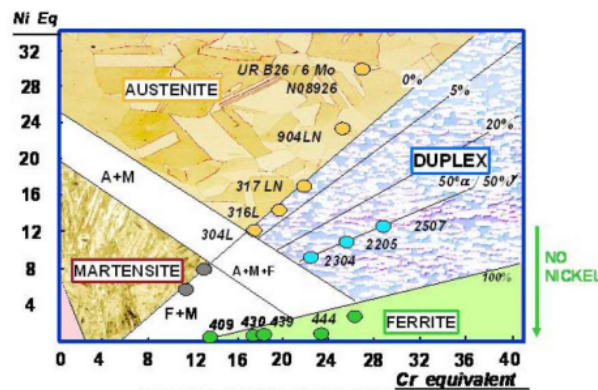 Ni Eq
32
28
24
20
16
12
8
4
0 4 8 12 16 20 24 28 32 36 40
Cr equivalent
AUSTENITE
UR B26 / 6 Mo
N08926
904LN
317 LN
316L
304L
A+M
MARTENSITE
A+M+F
F+M
0%
5%
20%
DUPLEX
50%α / 50%γ
2507
2205
2304
100%
409 430 439 444
FERRITE
NO
NICKEL